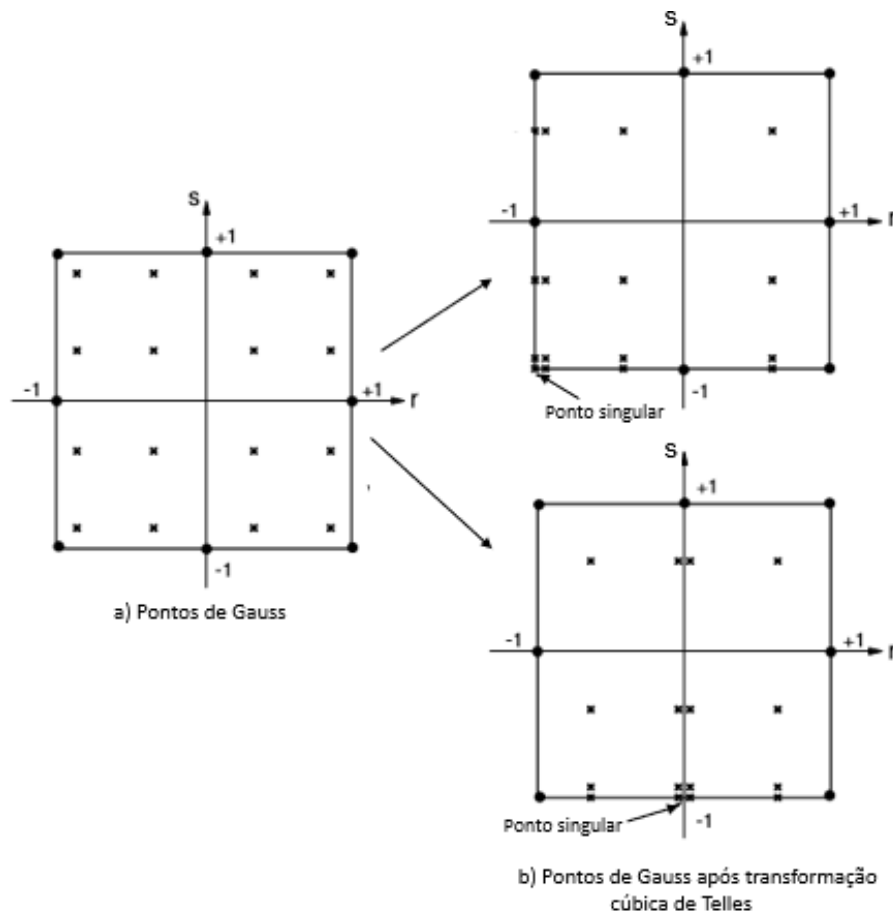 S
+1
-1
+1
r
Ponto singular
-1
S
+1
-1
+1
r
-1
a) Pontos de Gauss
S
+1
-1
+1
r
Ponto singular
-1
b) Pontos de Gauss após transformação
cúbica de Telles